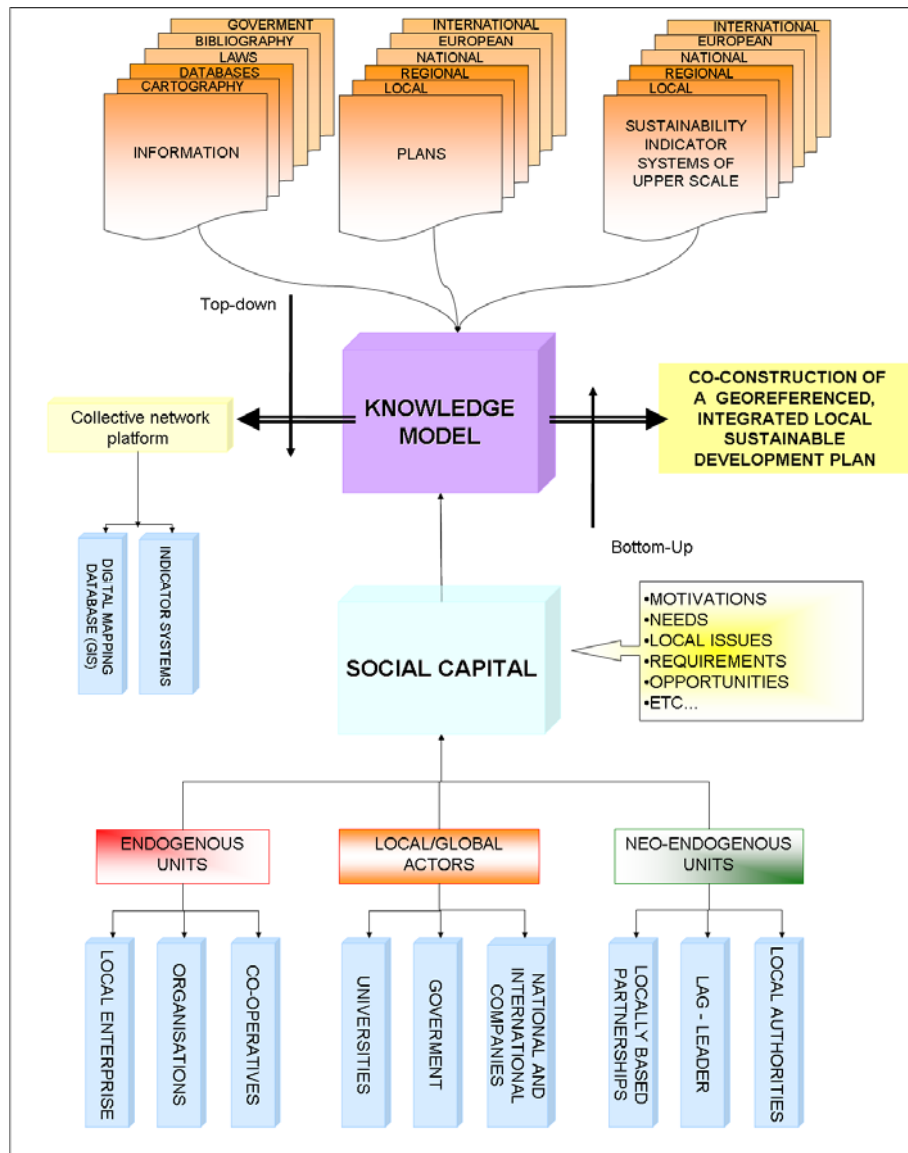 GOVERMENT
BIBLIOGRAPHY
LAWS
DATABASES
CARTOGRAPHY
INFORMATION
INTERNATIONAL
EUROPEAN
NATIONAL
REGIONAL
LOCAL
PLANS
INTERNATIONAL
EUROPEAN
NATIONAL
REGIONAL
LOCAL
SUSTAINABILITY
INDICATOR
SYSTEMS OF
UPPER SCALE
Top-down
KNOWLEDGE
MODEL
Collective network
platform
CO-CONSTRUCTION OF
A GEOREFERENCED,
INTEGRATED LOCAL
SUSTAINABLE
DEVELOPMENT PLAN
Bottom-Up
DIGITAL MAPPING
DATABASE (GIS)
INDICATOR SYSTEMS
SOCIAL CAPITAL
•MOTIVATIONS
•NEEDS
•LOCAL ISSUES
•REQUIREMENTS
•OPPORTUNITIES
•ETC...
ENDOGENOUS
UNITS
LOCAL/GLOBAL
ACTORS
NEO-ENDOGENOUS
UNITS
LOCAL ENTERPRISE
ORGANISATIONS
CO-OPERATIVES
UNIVERSITIES
GOVERMENT
NATIONAL AND
INTERNATIONAL
COMPANIES
LOCALLY BASED
PARTNERSHIPS
LAG - LEADER
LOCAL AUTHORITIES